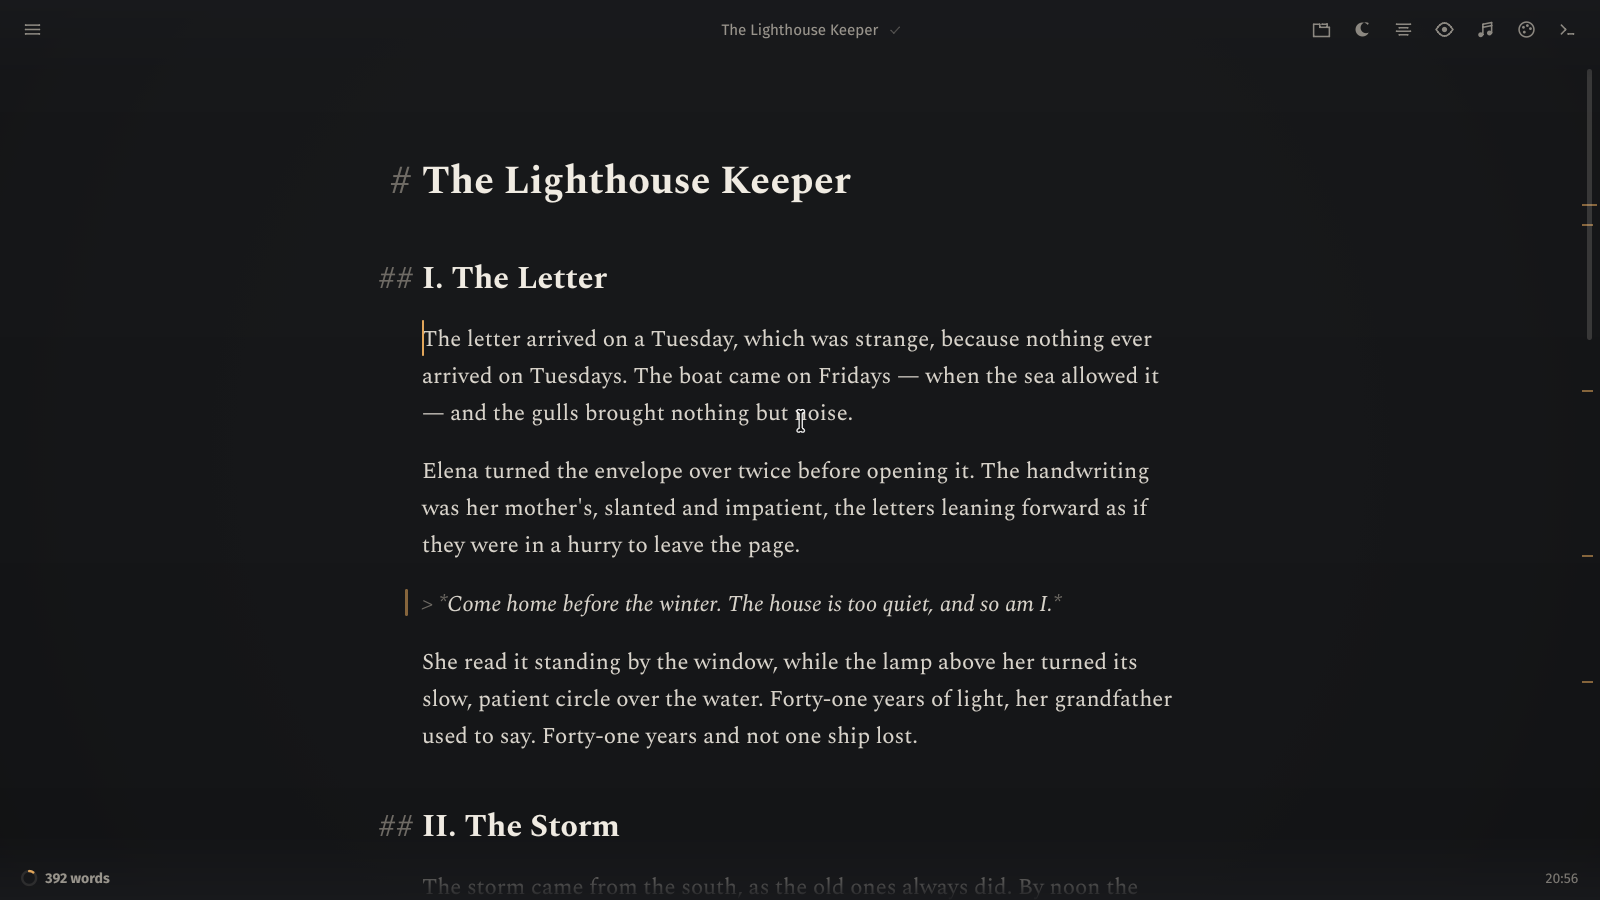 The Lighthouse Keeper
# The Lighthouse Keeper
## I. The Letter
The letter arrived on a Tuesday, which was strange, because nothing ever
arrived on Tuesdays. The boat came on Fridays — when the sea allowed it
— and the gulls brought nothing but noise.
Elena turned the envelope over twice before opening it. The handwriting
was her mother's, slanted and impatient, the letters leaning forward as if
they were in a hurry to leave the page.
> *Come home before the winter. The house is too quiet, and so am I.*
She read it standing by the window, while the lamp above her turned its
slow, patient circle over the water. Forty-one years of light, her grandfather
used to say. Forty-one years and not one ship lost.
## II. The Storm
The storm came from the south, as the old ones always did. By noon the
392 words
20:56